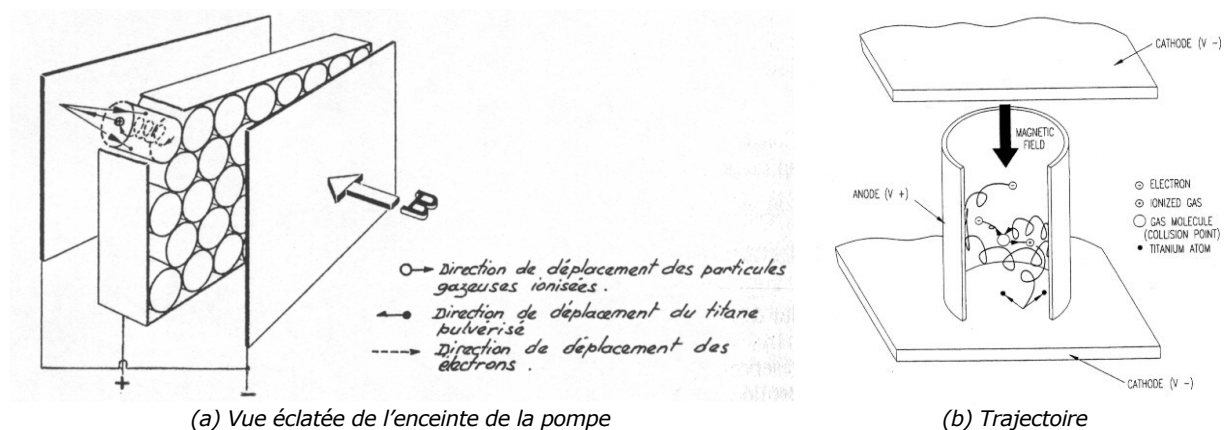 B
Direction de déplacement des particules
gazeuses ionisées.
Direction de déplacement du titane
pulvérisé
Direction de déplacement des
électrons.
+
-
(a) Vue éclatée de l'enceinte de la pompe
CATHODE (V -)
MAGNETIC
FIELD
ANODE (V +)
ELECTRON
IONIZED GAS
GAS MOLECULE
(COLLISION POINT)
TITANIUM ATOM
CATHODE (V -)
(b) Trajectoire